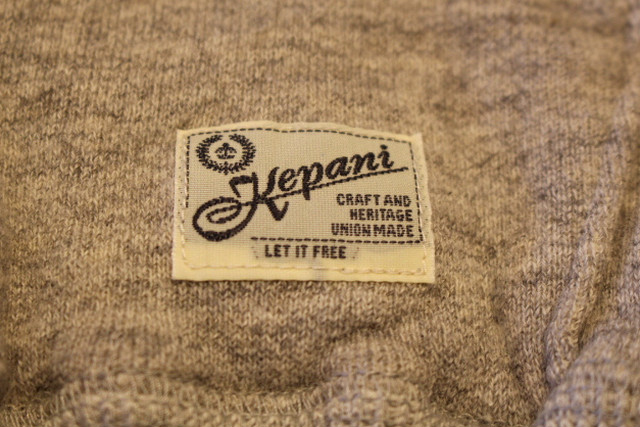 Kepani
CRAFT AND
HERITAGE
UNION MADE
LET IT FREE